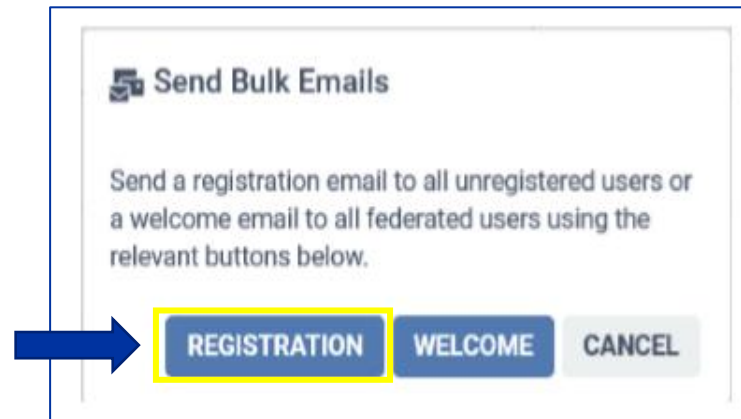 Send Bulk Emails
Send a registration email to all unregistered users or
a welcome email to all federated users using the
relevant buttons below.
REGISTRATION WELCOME CANCEL